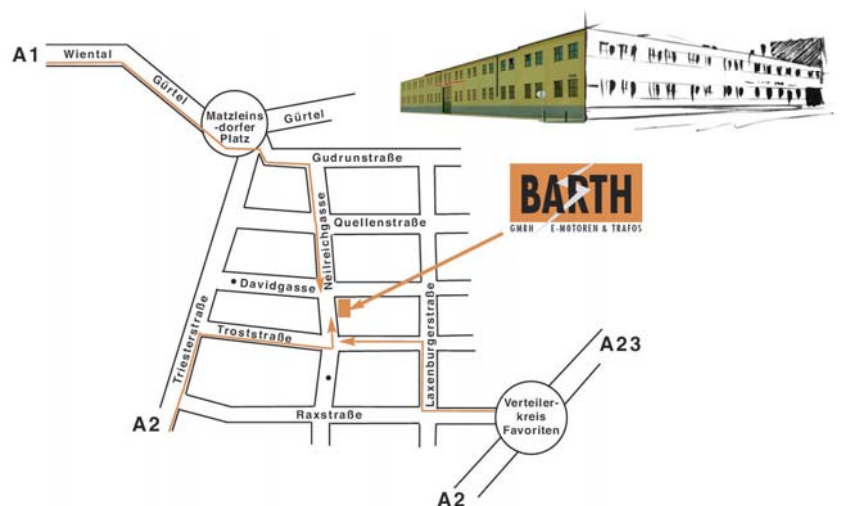 A1
Wiental
Gürtel
Matzleins
-dorfer
Platz
Gürtel
Gudrunstraße
BARTH
GMBH E-MOTOREN & TRAFOS
Neilreichgasse
Quellenstraße
Davidgasse
Triesterstraße
Troststraße
Laxenburgerstraße
A23
A2
Raxstraße
Verteiler-
kreis
Favoriten
A2